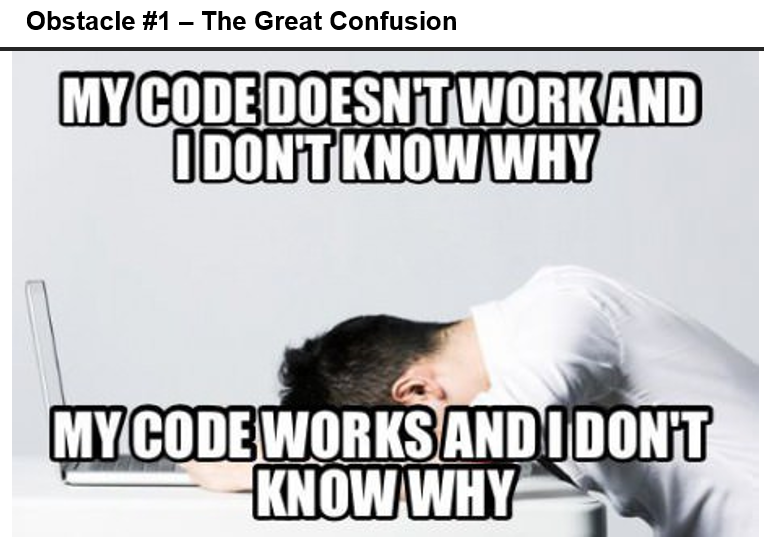 Obstacle #1 – The Great Confusion
MY CODE DOESN'T WORK AND
I DON'T KNOW WHY
MY CODE WORKS AND I DON'T
KNOW WHY